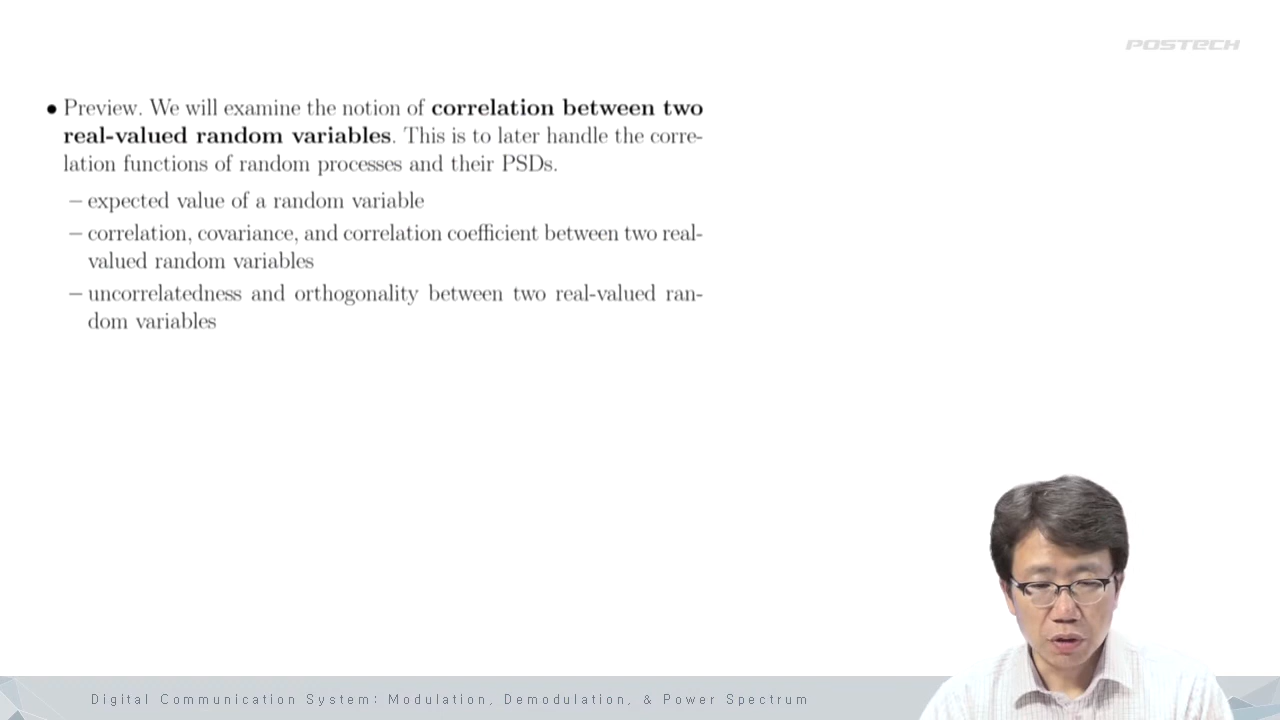 POSTECH
● Preview. We will examine the notion of correlation between two
real-valued random variables. This is to later handle the corre-
lation functions of random processes and their PSDs.
– expected value of a random variable
– correlation, covariance, and correlation coefficient between two real-
valued random variables
– uncorrelatedness and orthogonality between two real-valued ran-
dom variables
Digital Communication System: Modulation, Demodulation, & Power Spectrum